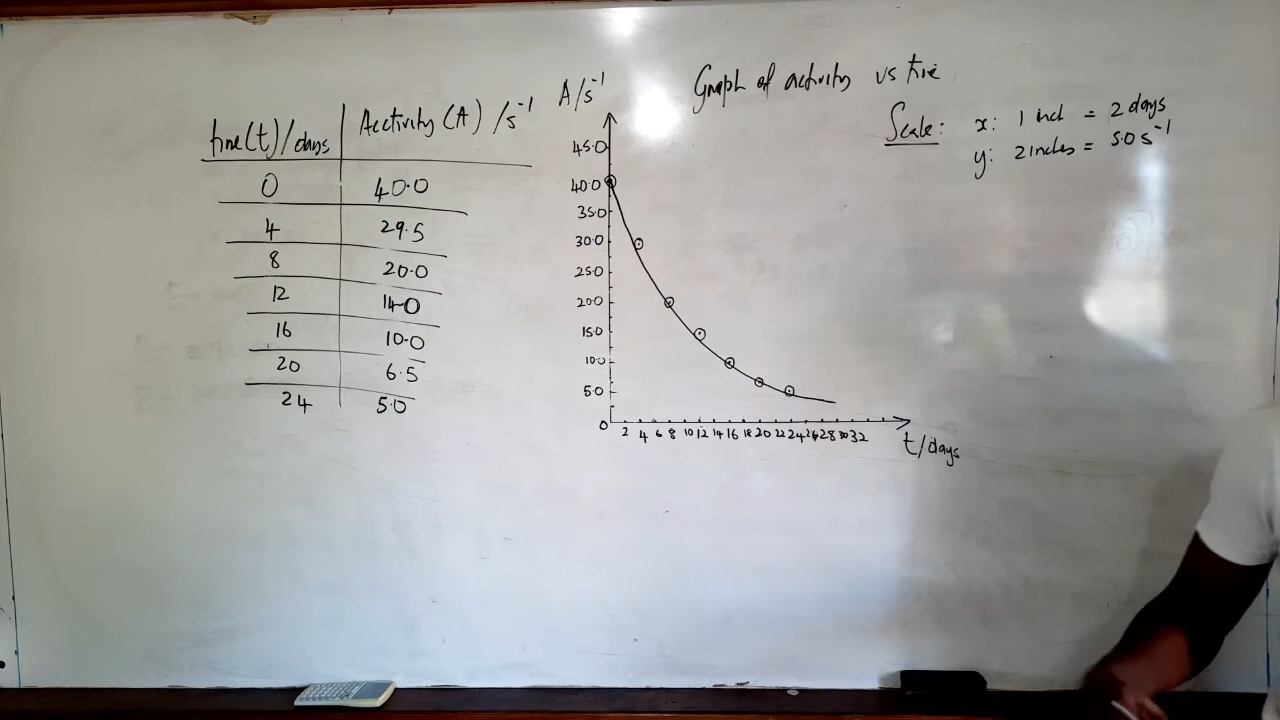 Graph of activity vs time
Scale: x: 1 inch = 2 days
y: 2 inches = 5.0 s⁻¹
time(t)/days Acctivity(A)/s⁻¹
0 40.0
4 29.5
8 20.0
12 14.0
16 10.0
20 6.5
24 5.0
A/s⁻¹
45.0
40.0
35.0
30.0
25.0
20.0
15.0
10.0
5.0
0
2 4 6 8 10 12 14 16 18 20 22 24 26 28 30 32
t/days